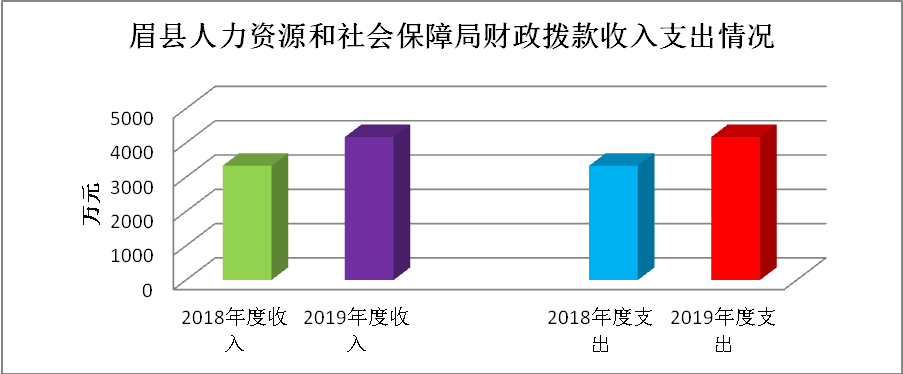 眉县人力资源和社会保障局财政拨款收入支出情况
5000
4000
3000
2000
1000
0
万元
2018年度收
入
2019年度收
入
2018年度支
出
2019年度支
出